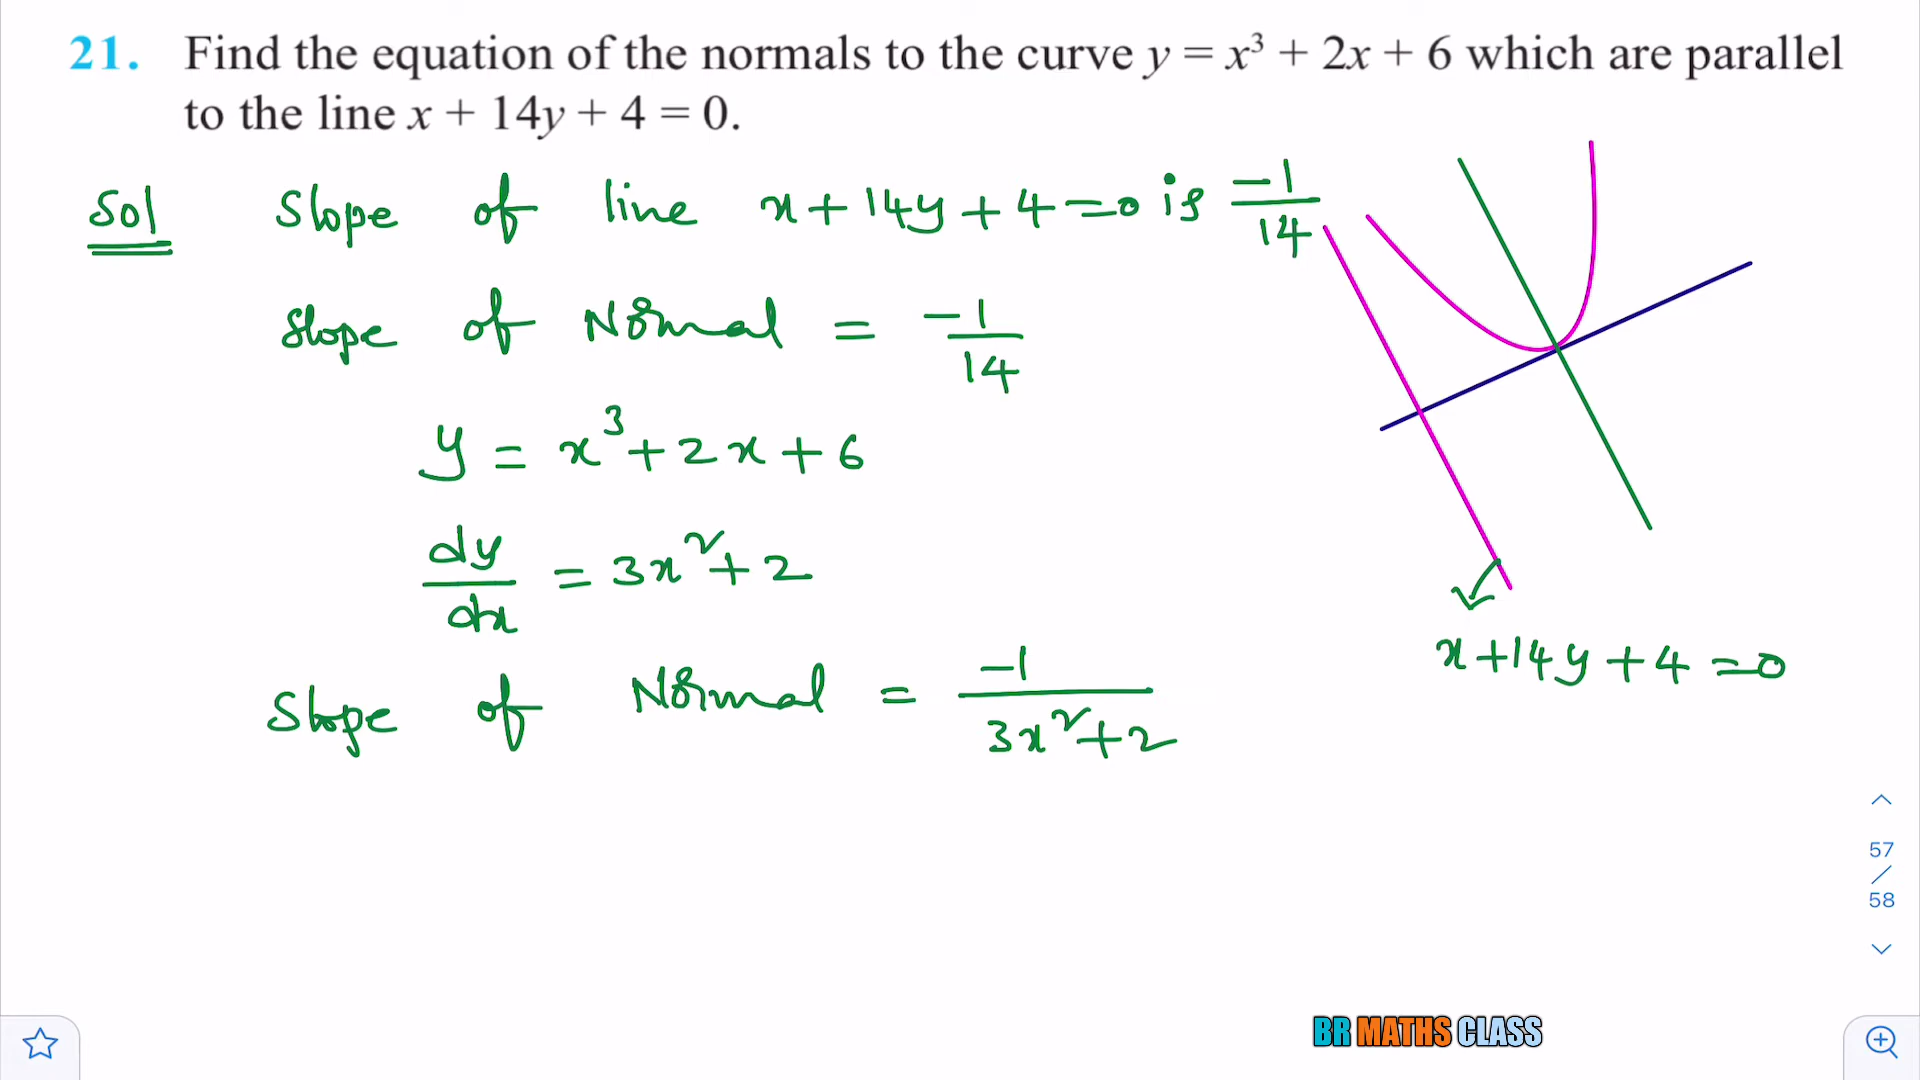 21. Find the equation of the normals to the curve y = x³ + 2x + 6 which are parallel
to the line x + 14y + 4 = 0.
Sol Slope of line x+14y+4=0 is -1/14
Slope of Normal = -1/14
y = x³+2x+6
dy/dx = 3x²+2
Slope of Normal = -1/(3x²+2)
x+14y+4=0
57
/
58
BR MATHS CLASS